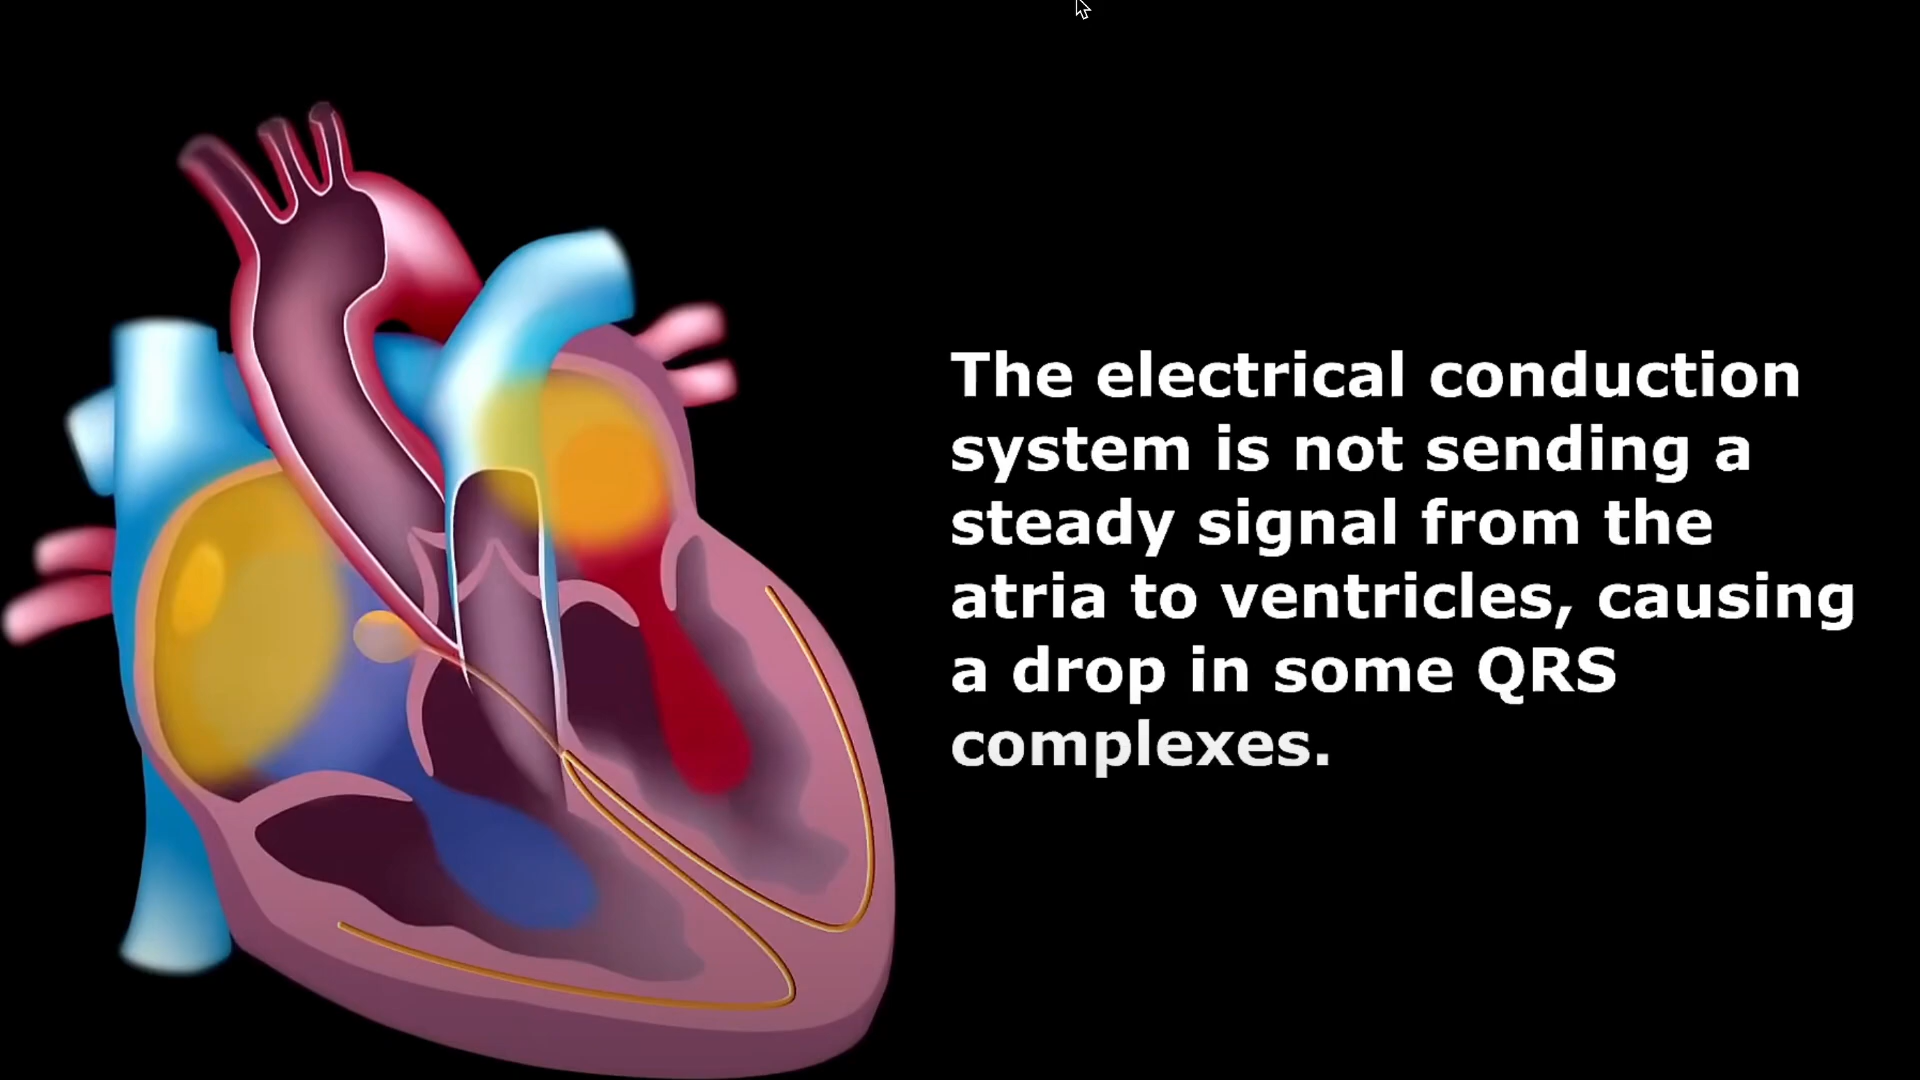 The electrical conduction
system is not sending a
steady signal from the
atria to ventricles, causing
a drop in some QRS
complexes.